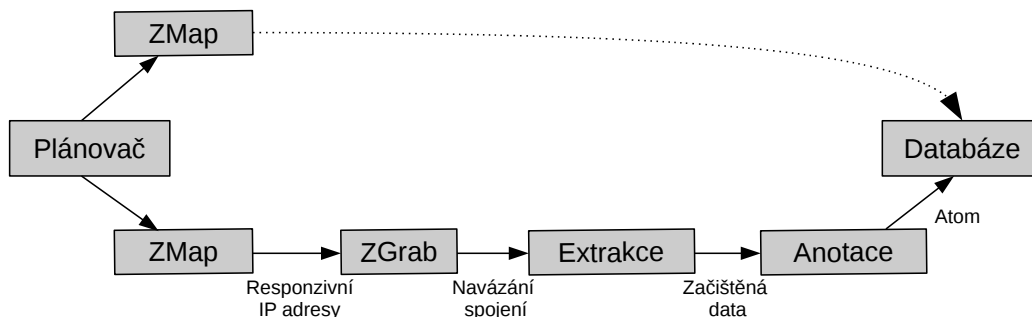 ZMap
Plánovač
Databáze
Atom
ZMap
ZGrab
Extrakce
Anotace
Responzivní
IP adresy
Navázání
spojení
Začištěná
data